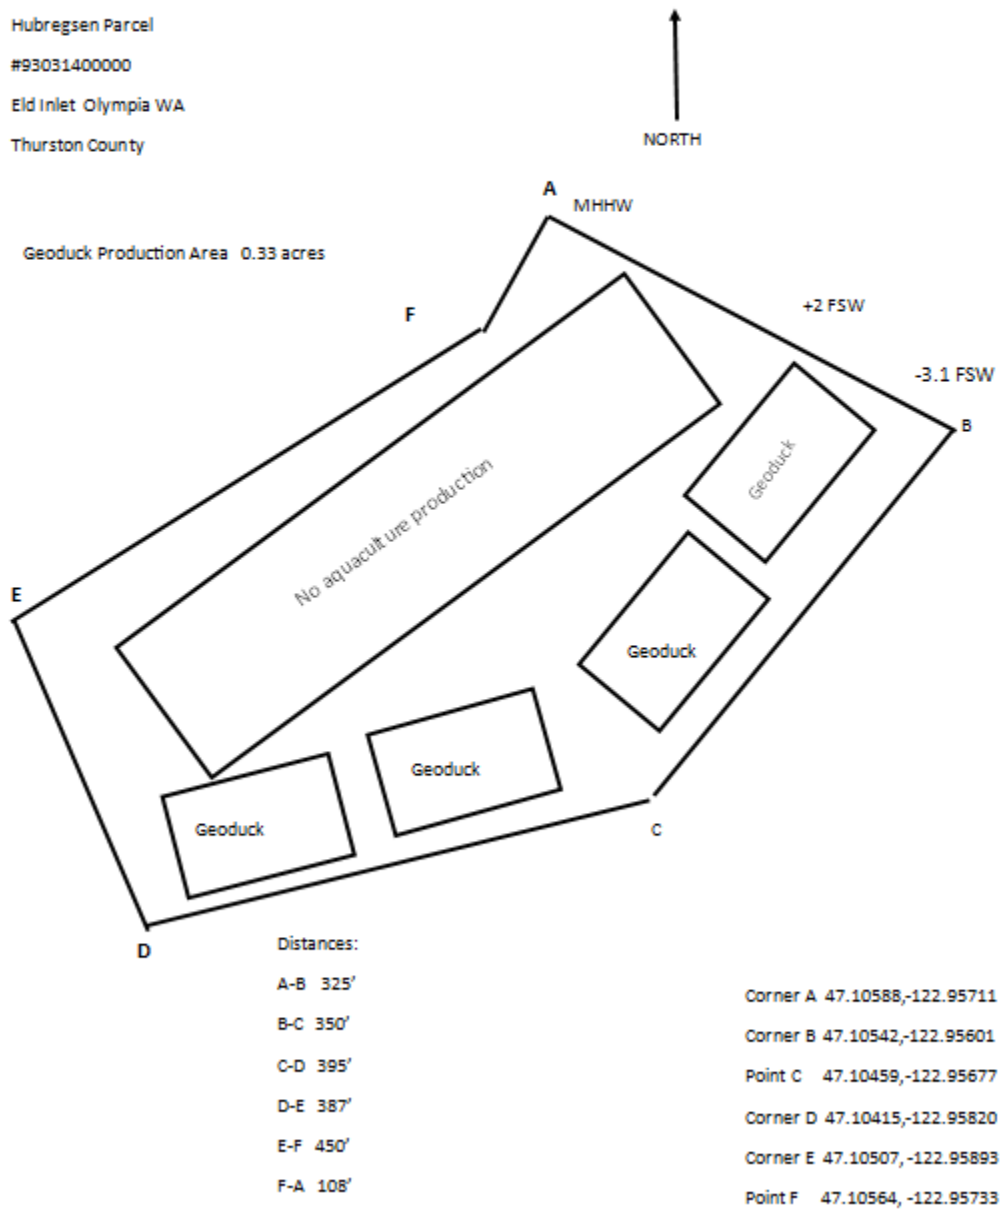 Hubregsen Parcel
#93031400000
Eld Inlet Olympia WA
Thurston County
NORTH
A
MHHW
Geoduck Production Area 0.33 acres
F
+2 FSW
-3.1 FSW
B
Geoduck
No aquaculture production
E
Geoduck
Geoduck
Geoduck
C
D
Distances:
A-B 325’
B-C 350’
C-D 395’
D-E 387’
E-F 450’
F-A 108’
Corner A 47.10588,-122.95711
Corner B 47.10542,-122.95601
Point C 47.10459,-122.95677
Corner D 47.10415,-122.95820
Corner E 47.10507,-122.95893
Point F 47.10564, -122.95733